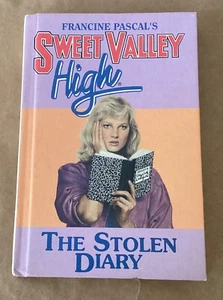 FRANCINE PASCAL'S
SWEET VALLEY
High®
THE STOLEN
DIARY